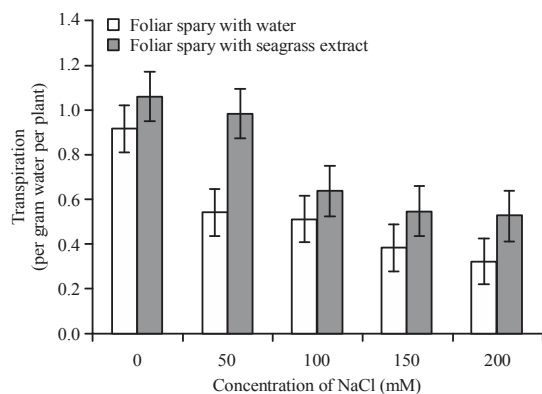 Foliar spary with water
Foliar spary with seagrass extract
Transpiration
(per gram water per plant)
1.4
1.2
1.0
0.8
0.6
0.4
0.2
0.0
0 50 100 150 200
Concentration of NaCl (mM)